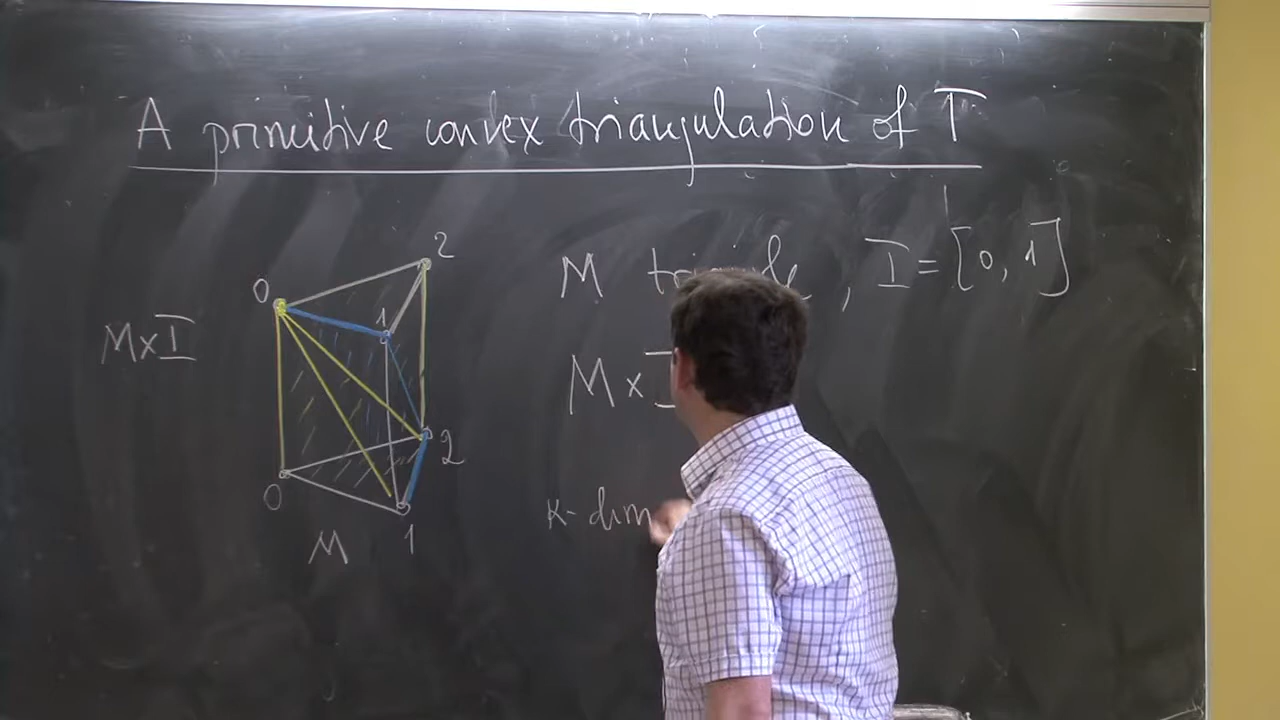 A primitive convex triangulation of T
M , I = [0, 1]
M×I
M×
k-dim
0
2
1
0
2
1
M